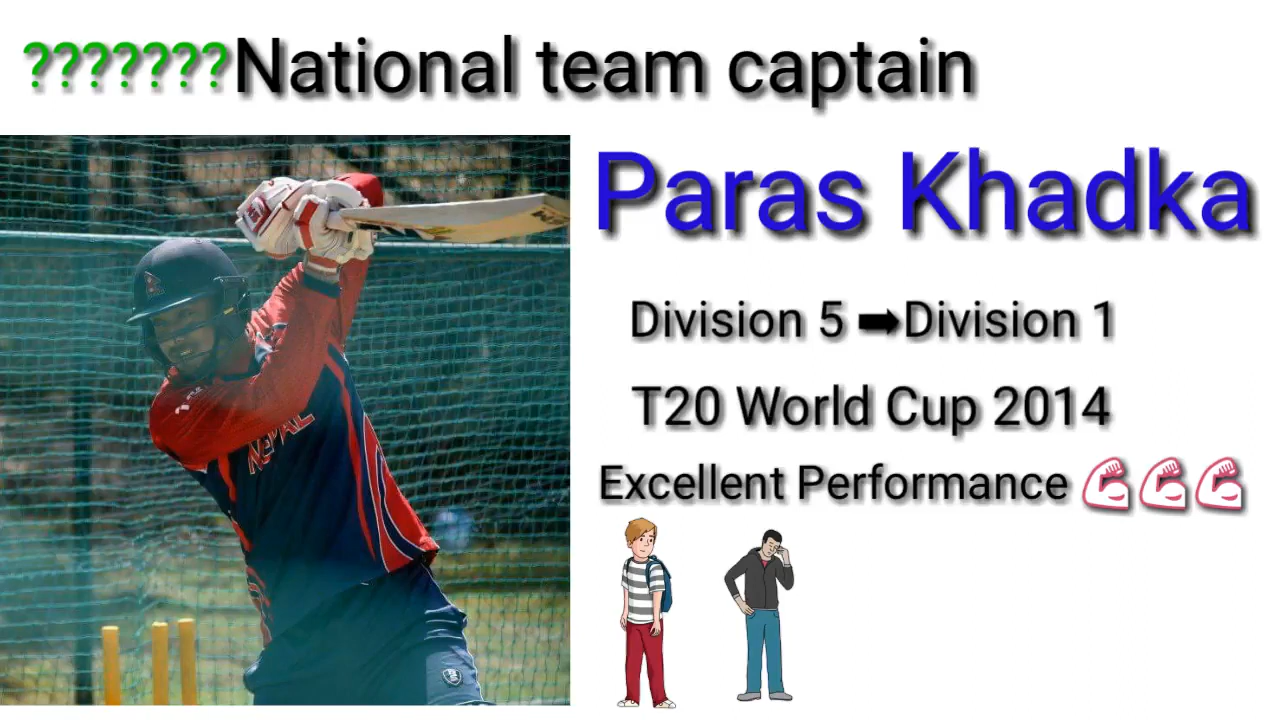 ???????National team captain
Paras Khadka
Division 5 ➡Division 1
T20 World Cup 2014
Excellent Performance 💪💪💪
NEPAL